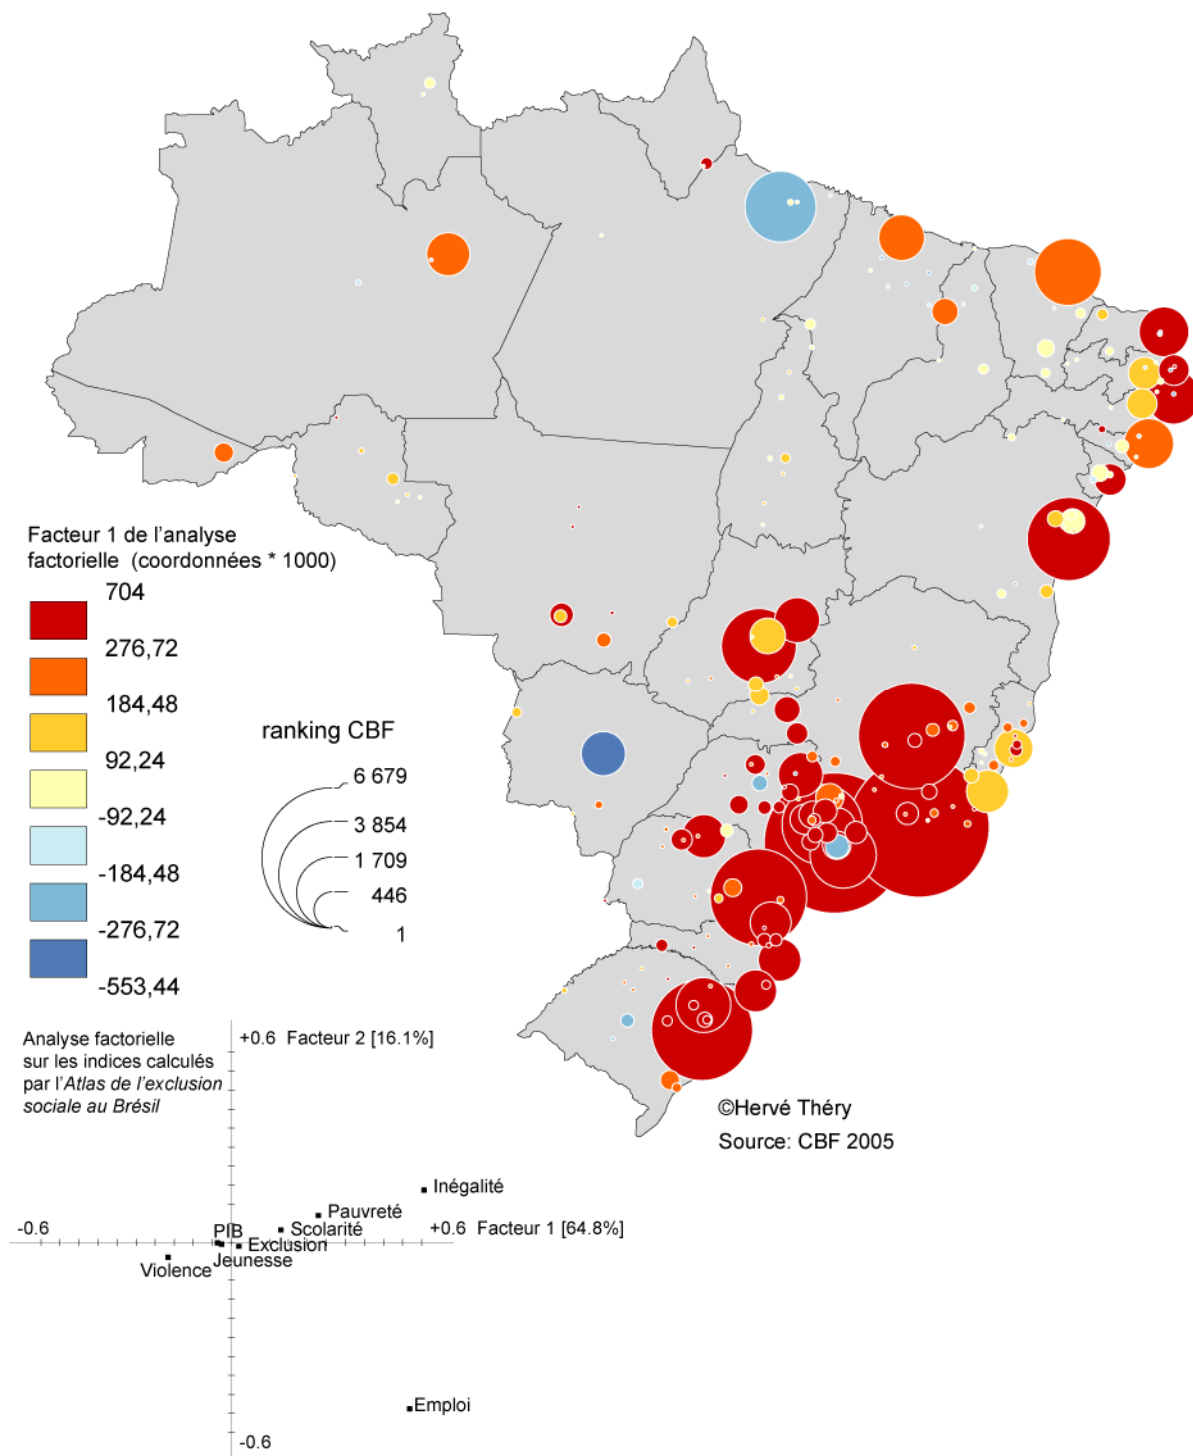 Facteur 1 de l'analyse
factorielle (coordonnées * 1000)
704
276,72
184,48
92,24
-92,24
-184,48
-276,72
-553,44
ranking CBF
6 679
3 854
1 709
446
1
Analyse factorielle
sur les indices calculés
par l'Atlas de l'exclusion
sociale au Brésil
+0.6 Facteur 2 [16.1%]
©Hervé Théry
Source: CBF 2005
Inégalité
Pauvreté
-0.6
PIB
Scolarité
+0.6 Facteur 1 [64.8%]
Exclusion
Jeunesse
Violence
Emploi
-0.6